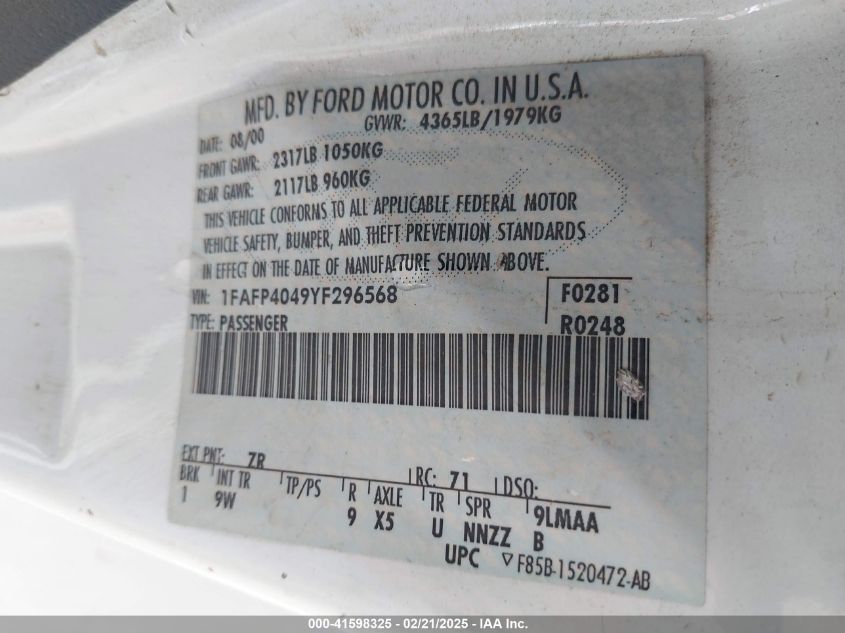 MFD. BY FORD MOTOR CO. IN U.S.A.
DATE: 08/00 GVWR: 4365LB/1979KG
FRONT GAWR: 2317LB 1050KG
REAR GAWR: 2117LB 960KG
THIS VEHICLE CONFORMS TO ALL APPLICABLE FEDERAL MOTOR
VEHICLE SAFETY, BUMPER, AND THEFT PREVENTION STANDARDS
IN EFFECT ON THE DATE OF MANUFACTURE SHOWN ABOVE.
VIN: 1FAFP4049YF296568 F0281
TYPE: PASSENGER R0248
EXT PNT: ZR RC: 71 DSO:
BRK INT TR TP/PS R AXLE TR SPR 9LMAA
1 9W 9 X5 U NNZZ B
UPC F85B-1520472-AB
000-41598325 - 02/21/2025 - IAAI Inc.